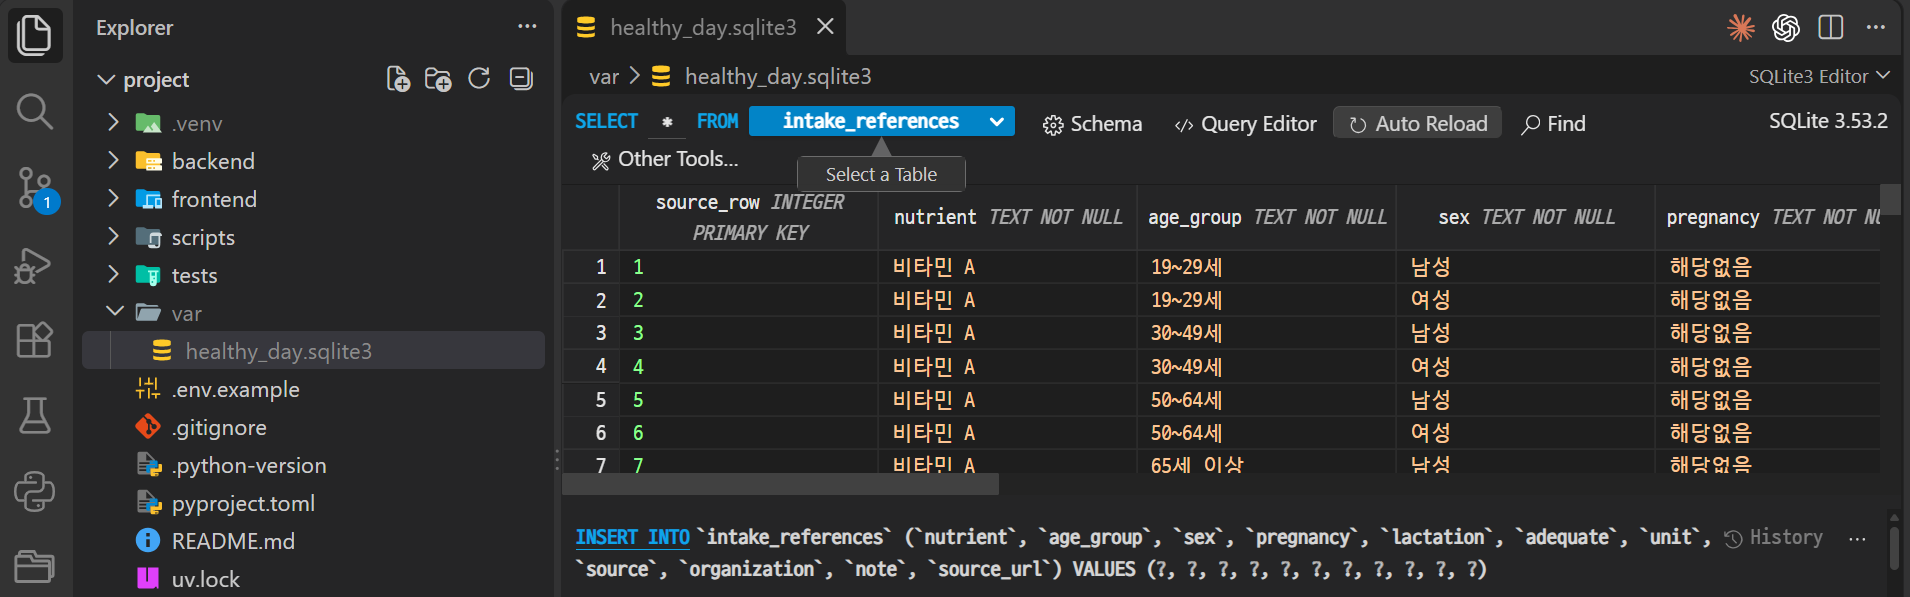 Explorer
project
.venv
backend
frontend
scripts
tests
var
healthy_day.sqlite3
.env.example
.gitignore
.python-version
pyproject.toml
README.md
uv.lock
1
healthy_day.sqlite3
var > healthy_day.sqlite3
SQLite3 Editor
SELECT * FROM intake_references Schema Query Editor Auto Reload Find SQLite 3.53.2
Other Tools...
Select a Table
source_row INTEGER PRIMARY KEY nutrient TEXT NOT NULL age_group TEXT NOT NULL sex TEXT NOT NULL pregnancy TEXT NOT NU
1 1 비타민 A 19~29세 남성 해당없음
2 2 비타민 A 19~29세 여성 해당없음
3 3 비타민 A 30~49세 남성 해당없음
4 4 비타민 A 30~49세 여성 해당없음
5 5 비타민 A 50~64세 남성 해당없음
6 6 비타민 A 50~64세 여성 해당없음
7 7 비타민 A 65세 이상 남성 해당없음
INSERT INTO `intake_references` (`nutrient`, `age_group`, `sex`, `pregnancy`, `lactation`, `adequate`, `unit`,
`source`, `organization`, `note`, `source_url`) VALUES (?, ?, ?, ?, ?, ?, ?, ?, ?, ?, ?)
History